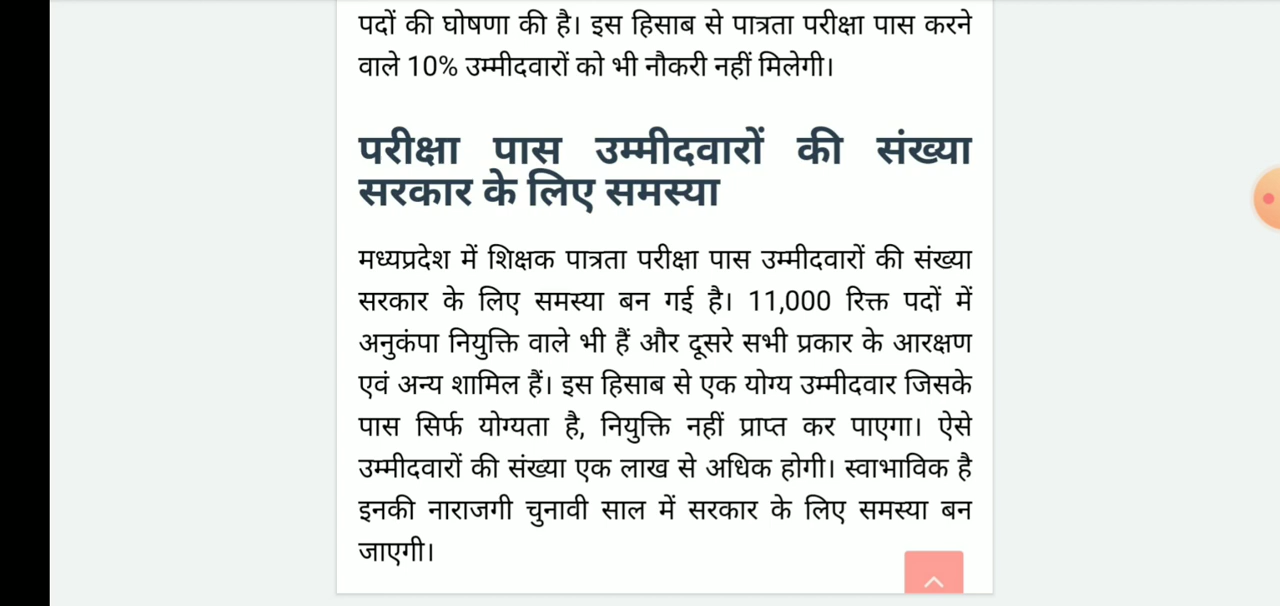 पदों की घोषणा की है। इस हिसाब से पात्रता परीक्षा पास करने
वाले 10% उम्मीदवारों को भी नौकरी नहीं मिलेगी।
परीक्षा पास उम्मीदवारों की संख्या
सरकार के लिए समस्या
मध्यप्रदेश में शिक्षक पात्रता परीक्षा पास उम्मीदवारों की संख्या
सरकार के लिए समस्या बन गई है। 11,000 रिक्त पदों में
अनुकंपा नियुक्ति वाले भी हैं और दूसरे सभी प्रकार के आरक्षण
एवं अन्य शामिल हैं। इस हिसाब से एक योग्य उम्मीदवार जिसके
पास सिर्फ योग्यता है, नियुक्ति नहीं प्राप्त कर पाएगा। ऐसे
उम्मीदवारों की संख्या एक लाख से अधिक होगी। स्वाभाविक है
इनकी नाराजगी चुनावी साल में सरकार के लिए समस्या बन
जाएगी।